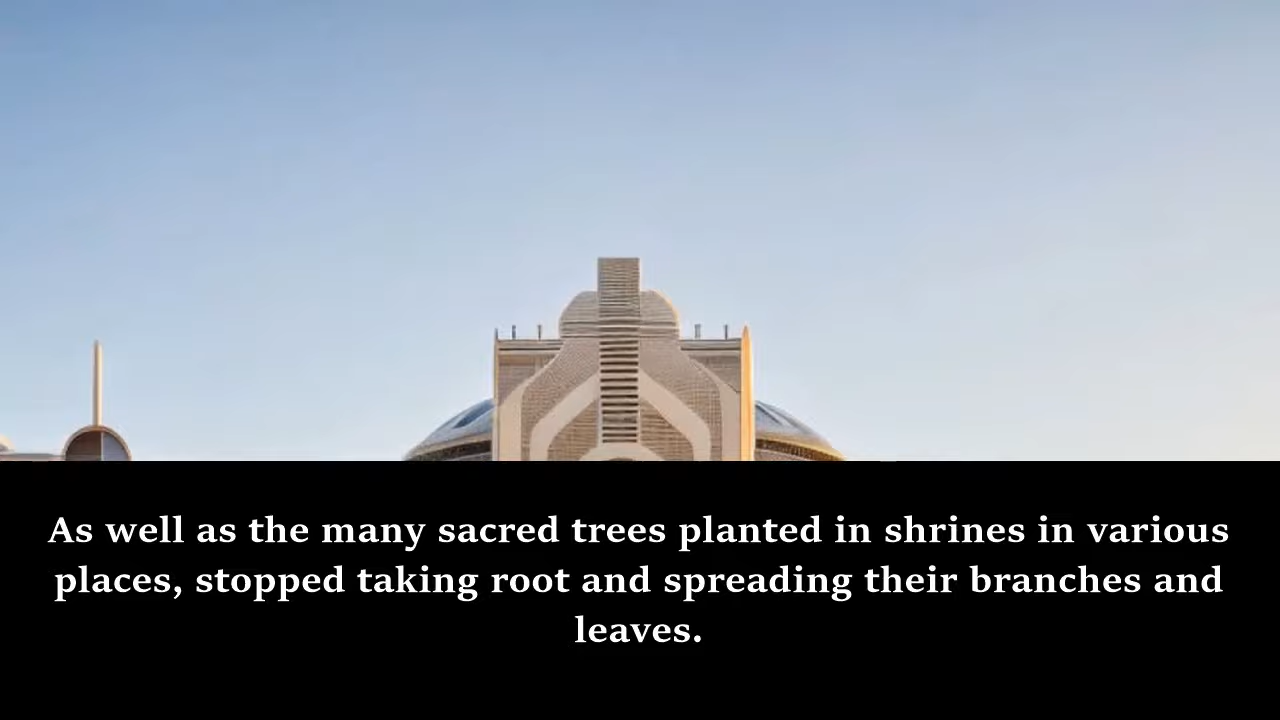 As well as the many sacred trees planted in shrines in various
places, stopped taking root and spreading their branches and
leaves.